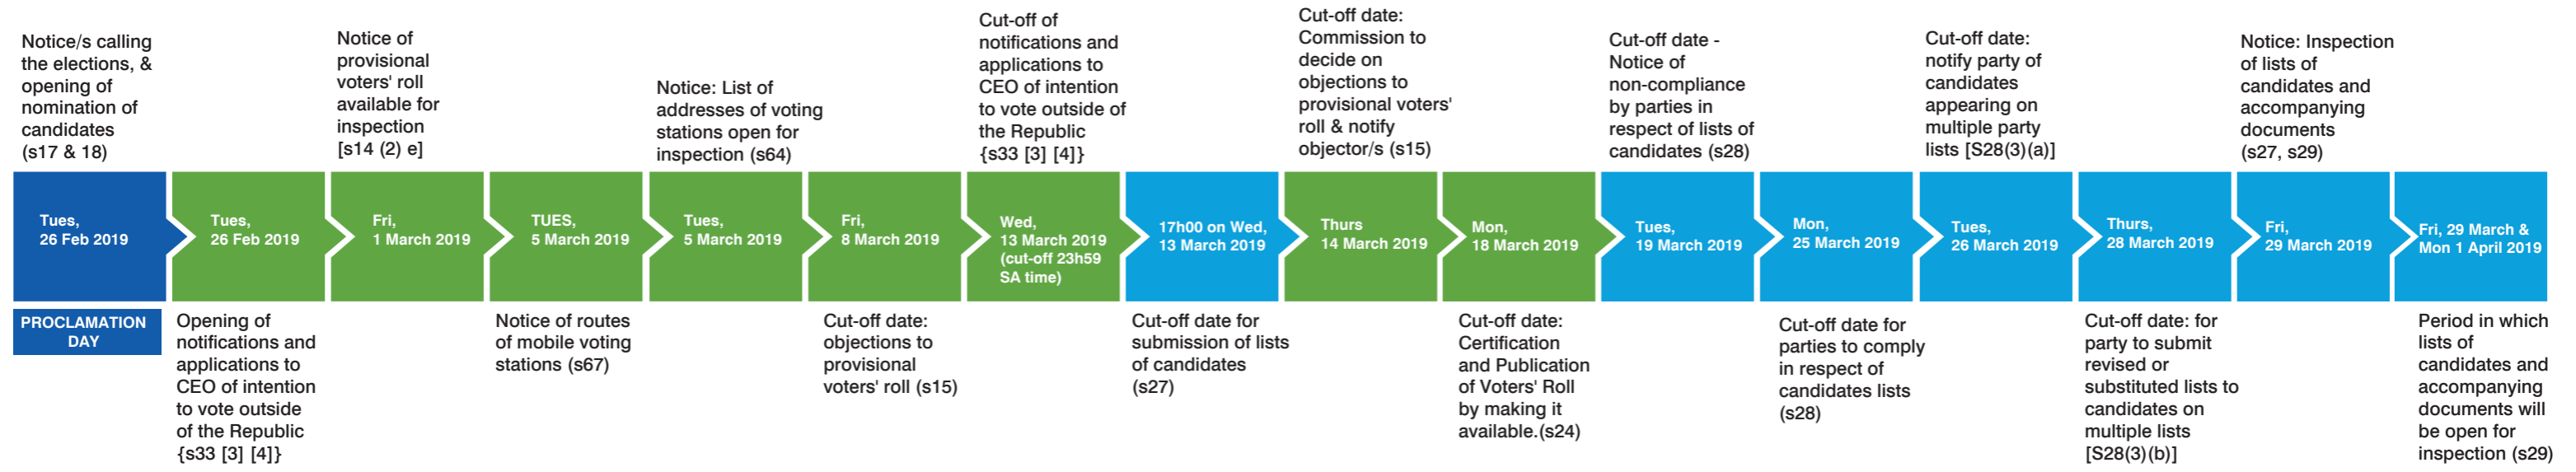 Notice/s calling
the elections, &
opening of
nomination of
candidates
(s17 & 18)
Tues,
26 Feb 2019
PROCLAMATION
DAY
Tues,
26 Feb 2019
Opening of
notifications and
applications to
CEO of intention
to vote outside
of the Republic
{s33 [3] [4]}
Notice of
provisional
voters' roll
available for
inspection
[s14 (2) e]
Fri,
1 March 2019
TUES,
5 March 2019
Notice of routes
of mobile voting
stations (s67)
Notice: List of
addresses of voting
stations open for
inspection (s64)
Tues,
5 March 2019
Fri,
8 March 2019
Cut-off date:
objections to
provisional
voters' roll (s15)
Cut-off of
notifications and
applications to
CEO of intention
to vote outside of
the Republic
{s33 [3] [4]}
Wed,
13 March 2019
(cut-off 23h59
SA time)
17h00 on Wed,
13 March 2019
Cut-off date for
submission of lists
of candidates
(s27)
Cut-off date:
Commission to
decide on
objections to
provisional voters'
roll & notify
objector/s (s15)
Thurs
14 March 2019
Mon,
18 March 2019
Cut-off date:
Certification
and Publication
of Voters' Roll
by making it
available.(s24)
Cut-off date -
Notice of
non-compliance
by parties in
respect of lists of
candidates (s28)
Tues,
19 March 2019
Mon,
25 March 2019
Cut-off date for
parties to comply
in respect of
candidates lists
(s28)
Cut-off date:
notify party of
candidates
appearing on
multiple party
lists [S28(3)(a)]
Tues,
26 March 2019
Thurs,
28 March 2019
Cut-off date: for
party to submit
revised or
substituted lists to
candidates on
multiple lists
[S28(3)(b)]
Notice: Inspection
of lists of
candidates and
accompanying
documents
(s27, s29)
Fri,
29 March 2019
Fri, 29 March &
Mon 1 April 2019
Period in which
lists of
candidates and
accompanying
documents will
be open for
inspection (s29)